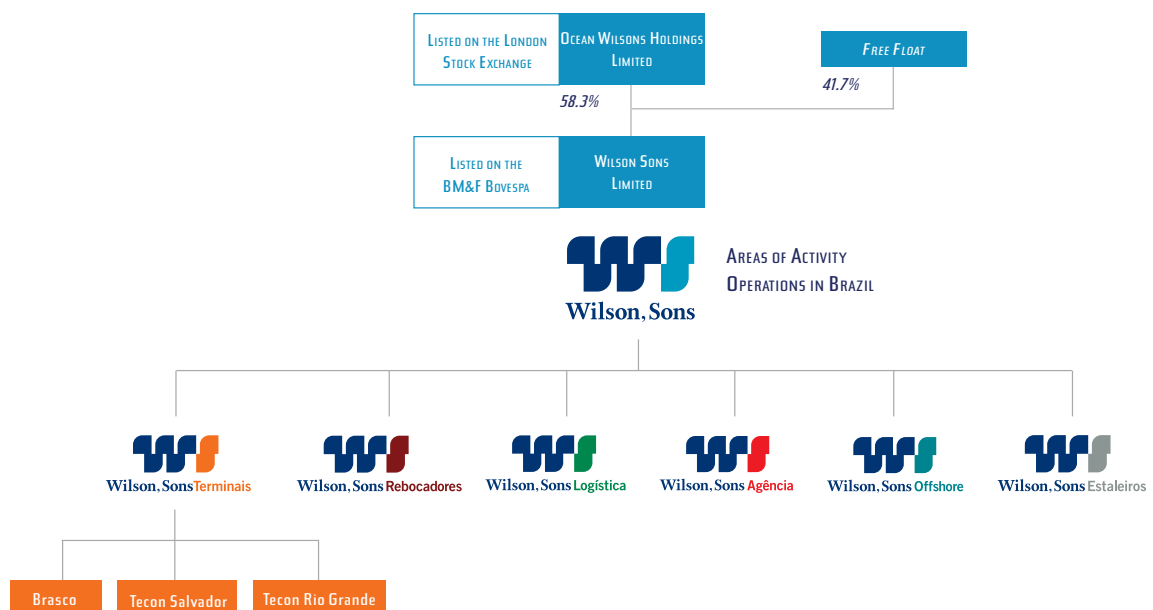 Listed on the London
Stock Exchange
Ocean Wilsons Holdings
Limited
Free Float
58.3%
41.7%
Listed on the
BM&F Bovespa
Wilson Sons
Limited
Wilson, Sons
Areas of Activity
Operations in Brazil
Wilson, Sons Terminais
Wilson, Sons Rebocadores
Wilson, Sons Logística
Wilson, Sons Agência
Wilson, Sons Offshore
Wilson, Sons Estaleiros
Brasco
Tecon Salvador
Tecon Rio Grande